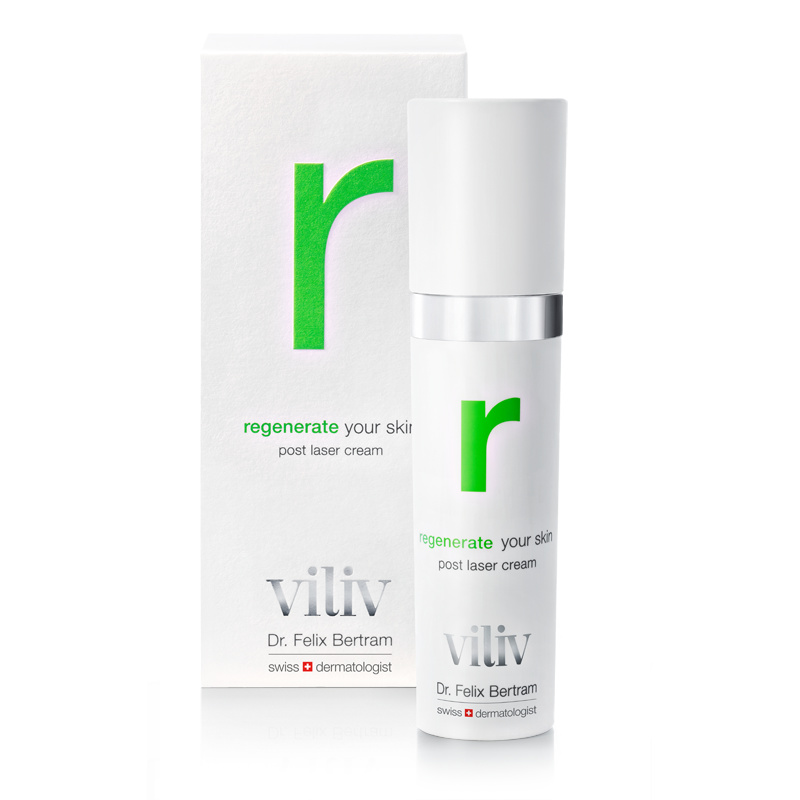 r
regenerate your skin
post laser cream
viliv
Dr. Felix Bertram
swiss dermatologist
r
regenerate your skin
post laser cream
viliv
Dr. Felix Bertram
swiss dermatologist